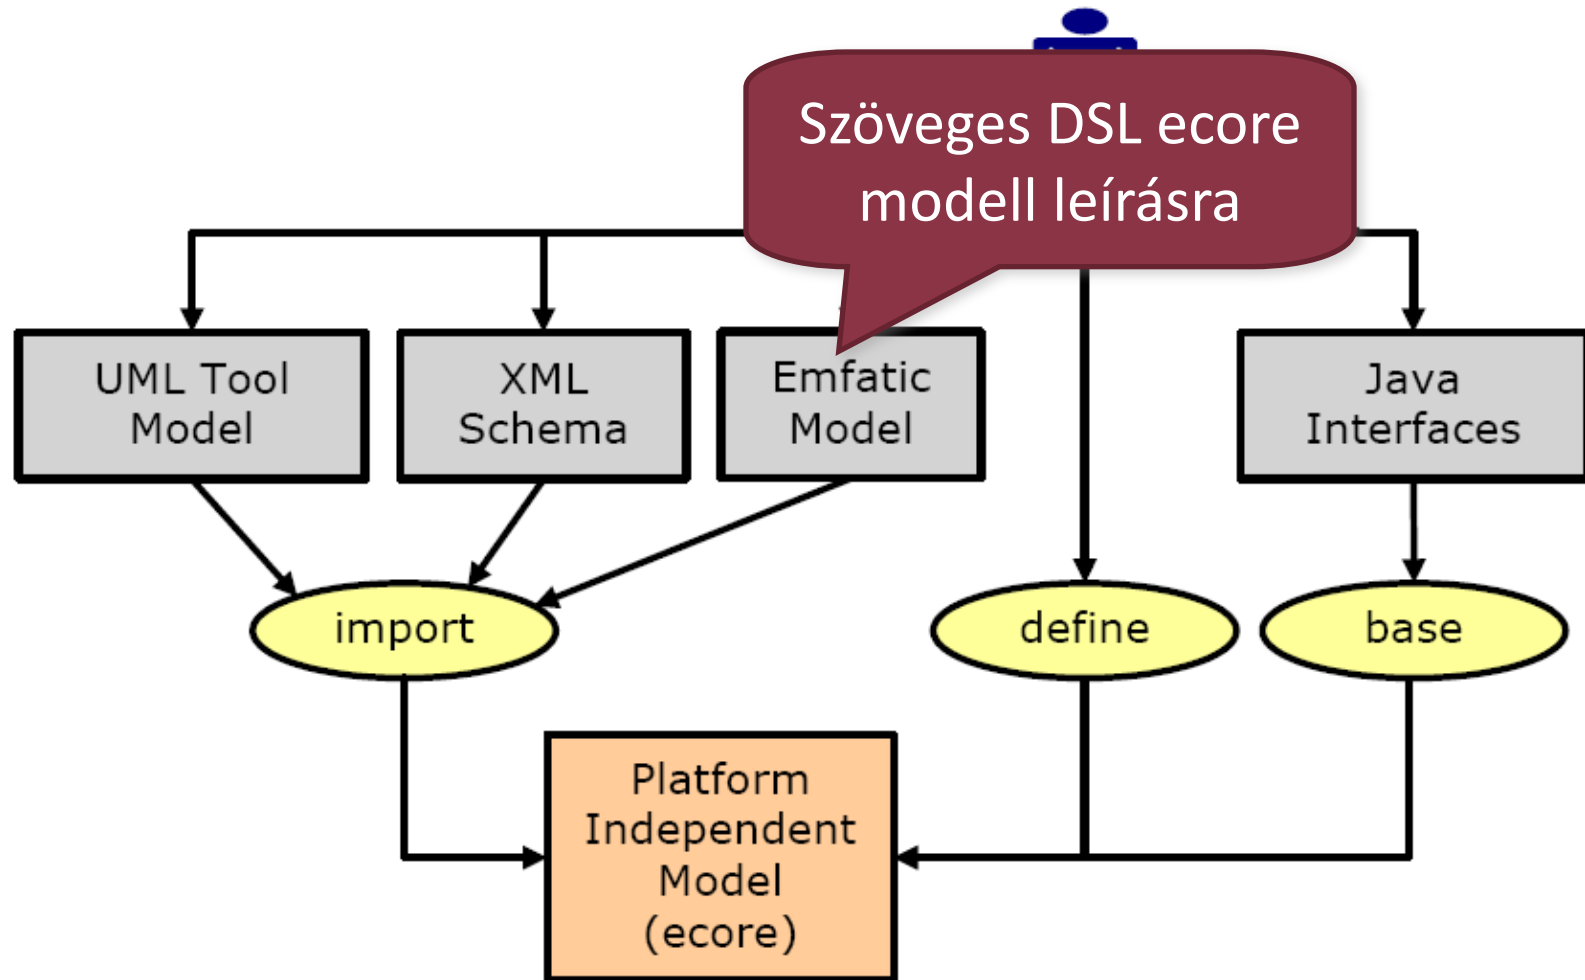 Szöveges DSL ecore
modell leírásra
UML Tool
Model
XML
Schema
Emfatic
Model
Java
Interfaces
import
define
base
Platform
Independent
Model
(ecore)